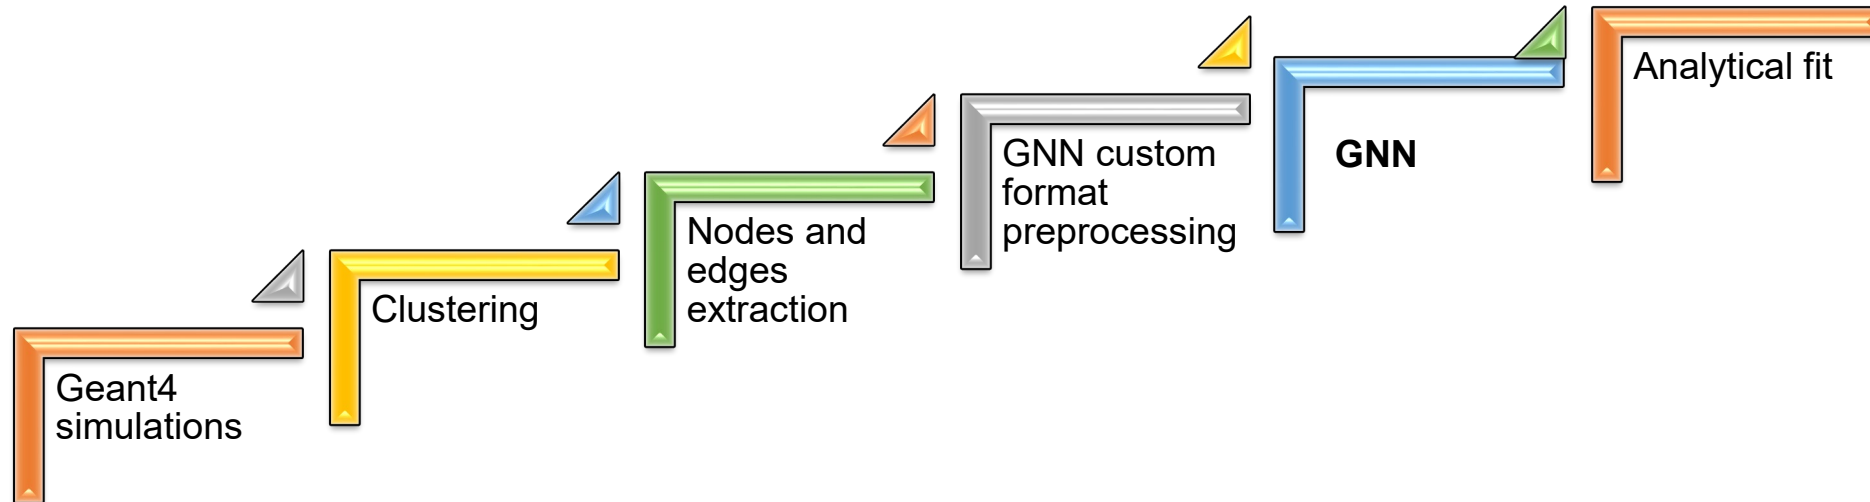 Geant4
simulations
Clustering
Nodes and
edges
extraction
GNN custom
format
preprocessing
GNN
Analytical fit